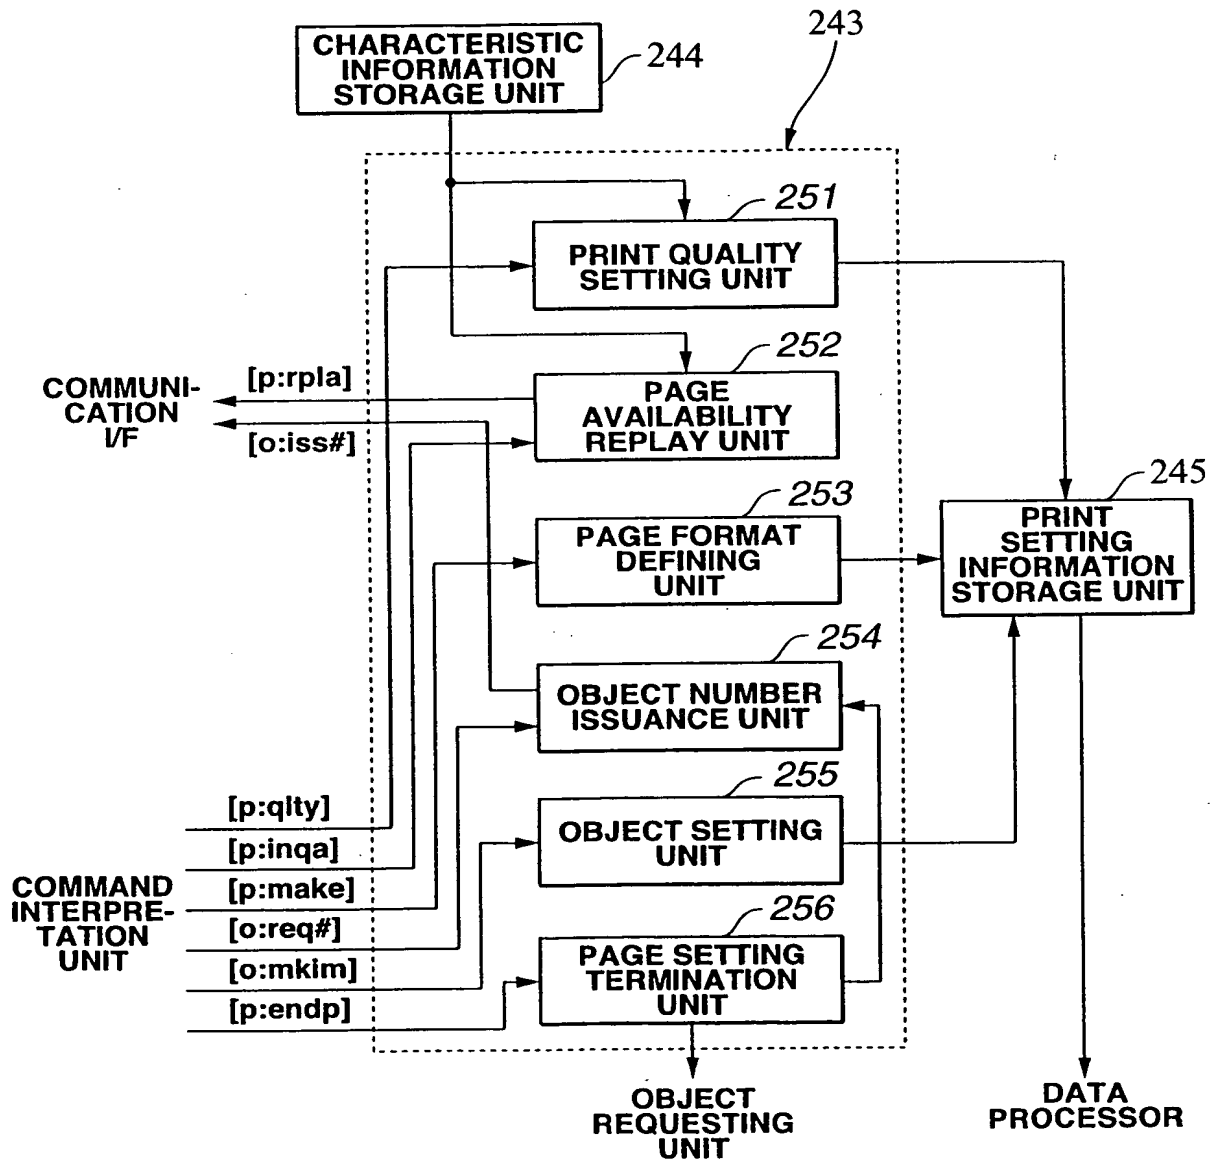 243
CHARACTERISTIC
INFORMATION
STORAGE UNIT
244
251
PRINT QUALITY
SETTING UNIT
252
PAGE
AVAILABILITY
REPLAY UNIT
[p:rpla]
COMMUNI-
CATION
I/F
[o:iss#]
253
PAGE FORMAT
DEFINING
UNIT
245
PRINT
SETTING
INFORMATION
STORAGE UNIT
254
OBJECT NUMBER
ISSUANCE UNIT
255
OBJECT SETTING
UNIT
256
PAGE SETTING
TERMINATION
UNIT
[p:qlty]
[p:inqa]
[p:make]
[o:req#]
[o:mkim]
[p:endp]
COMMAND
INTERPRE-
TATION
UNIT
OBJECT
REQUESTING
UNIT
DATA
PROCESSOR